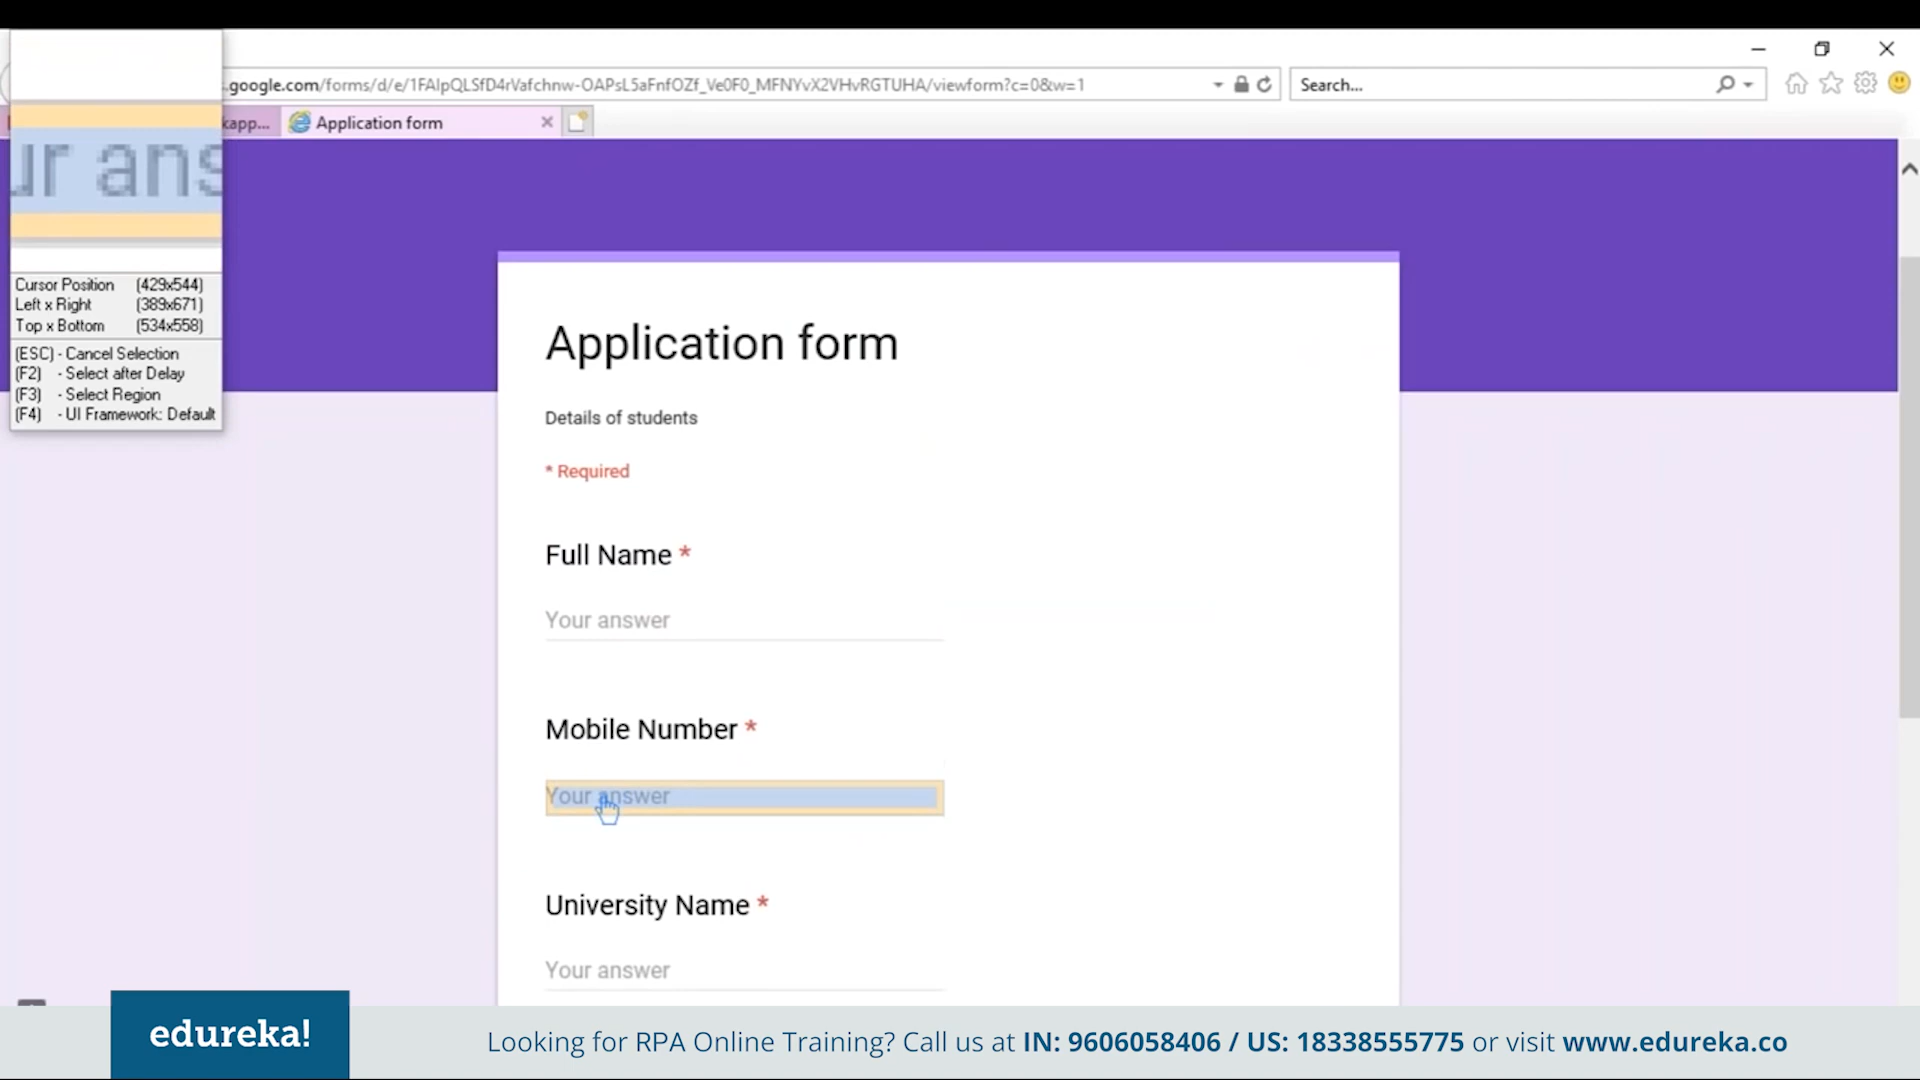 .google.com/forms/d/e/1FAIpQLSfD4rVafchnw-OAPsL5aFnfOZf_Ve0F0_MFNYvX2VHvRGTUHA/viewform?c=0&w=1
Search...
kapp...
Application form
ur ans
Cursor Position (429x544)
Left x Right (389x671)
Top x Bottom (534x558)
(ESC) - Cancel Selection
(F2) - Select after Delay
(F3) - Select Region
(F4) - UI Framework: Default
Application form
Details of students
* Required
Full Name *
Your answer
Mobile Number *
Your answer
University Name *
Your answer
edureka!
Looking for RPA Online Training? Call us at IN: 9606058406 / US: 18338555775 or visit www.edureka.co